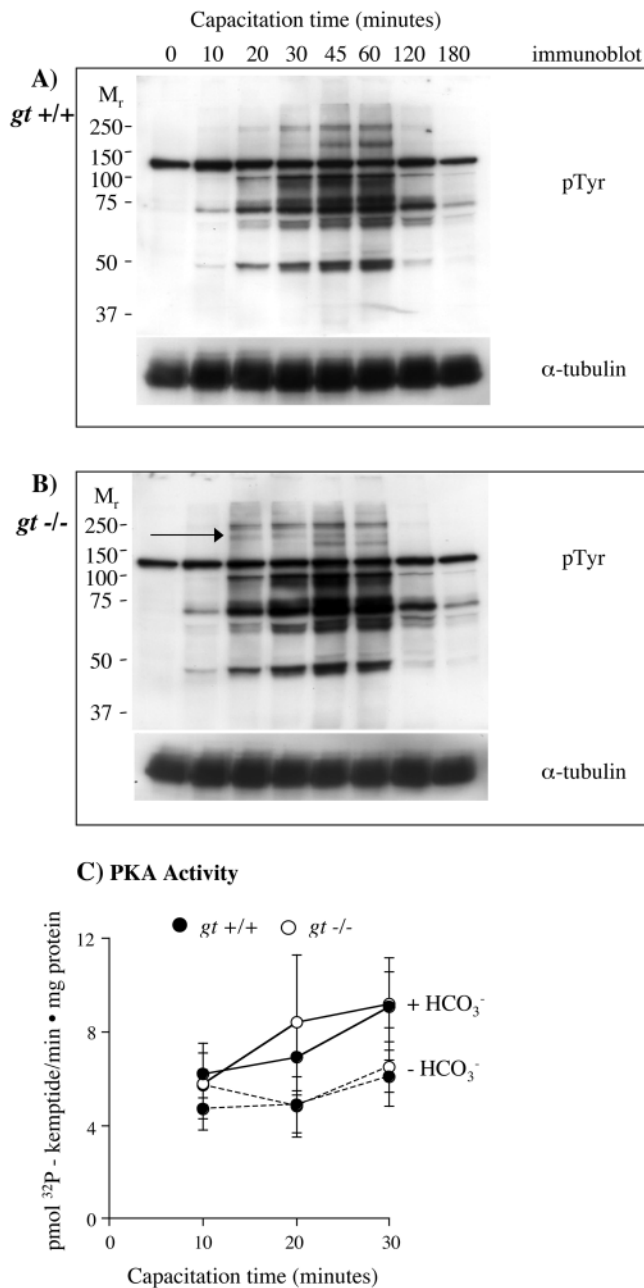 Capacitation time (minutes)
0 10 20 30 45 60 120 180 immunoblot
A)
gt +/+
Mr
250
150
100
75
50
37
pTyr
α-tubulin
B)
gt -/-
Mr
250
150
100
75
50
37
pTyr
α-tubulin
C) PKA Activity
gt +/+ gt -/-
12
8
4
0
+ HCO₃⁻
- HCO₃⁻
pmol ³²P - kemptide/min • mg protein
0 10 20 30
Capacitation time (minutes)